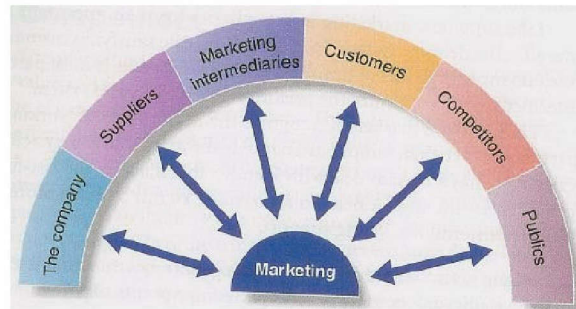 The company
Suppliers
Marketing
intermediaries
Customers
Competitors
Publics
Marketing